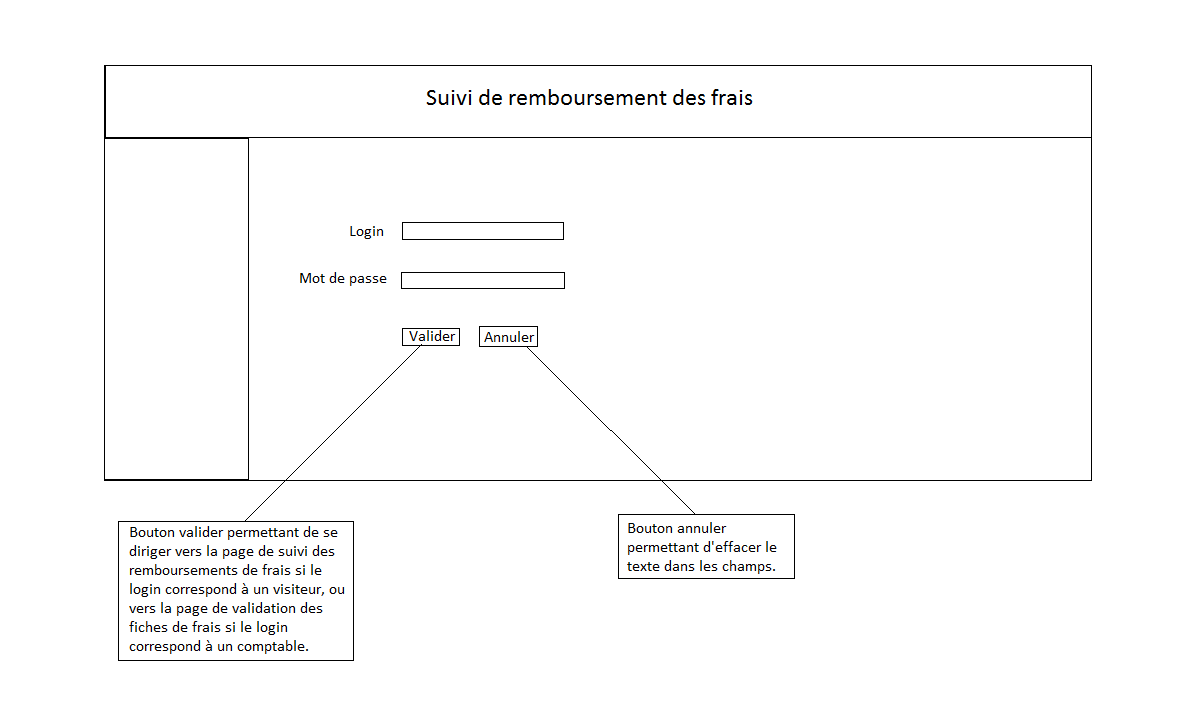 Suivi de remboursement des frais
Login
Mot de passe
Valider
Annuler
Bouton valider permettant de se
diriger vers la page de suivi des
remboursements de frais si le
login correspond à un visiteur, ou
vers la page de validation des
fiches de frais si le login
correspond à un comptable.
Bouton annuler
permettant d'effacer le
texte dans les champs.